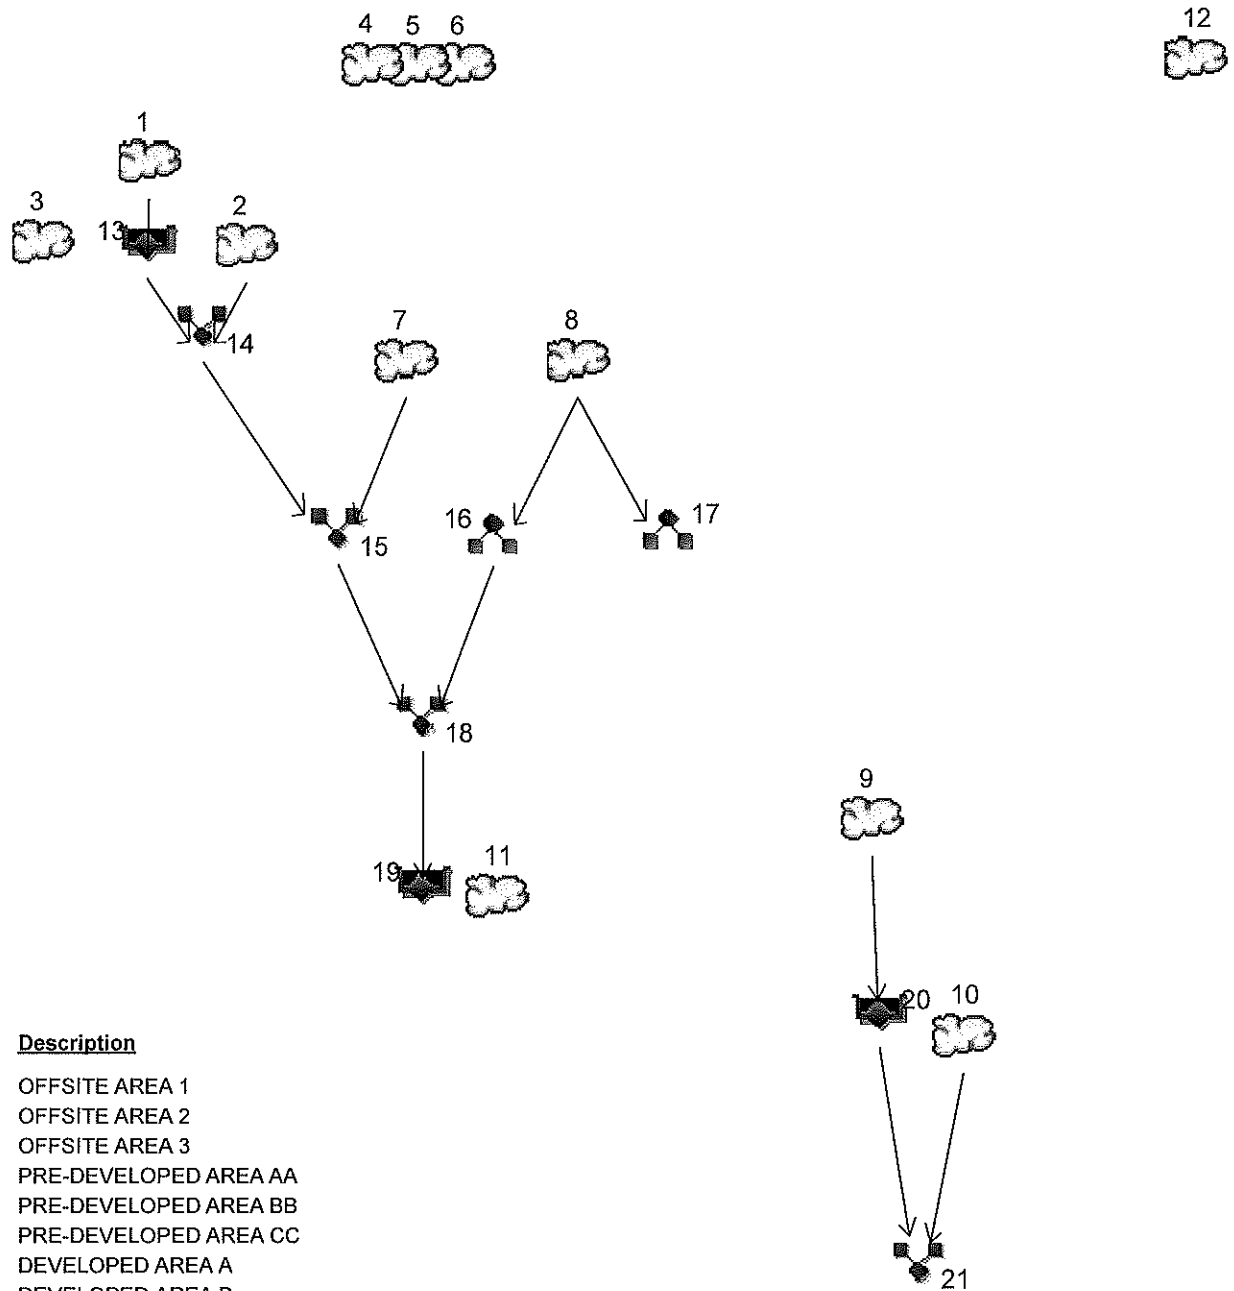 4 5 6 12
1
3 13 2
14 7 8
15 16 17
18
9
19 11
20 10
Description
OFFSITE AREA 1
OFFSITE AREA 2
OFFSITE AREA 3
PRE-DEVELOPED AREA AA
PRE-DEVELOPED AREA BB
PRE-DEVELOPED AREA CC
DEVELOPED AREA A
21
DEVELOPED AREA B